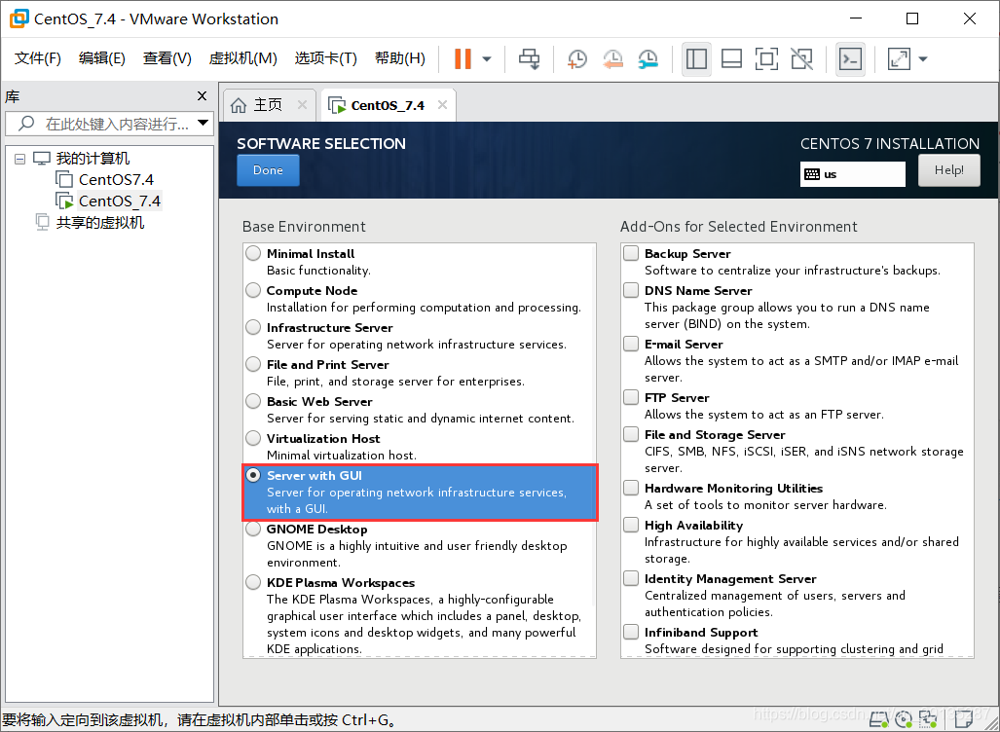 CentOS_7.4 - VMware Workstation
文件(F) 编辑(E) 查看(V) 虚拟机(M) 选项卡(T) 帮助(H)
库
在此处键入内容进行...
我的计算机
CentOS7.4
CentOS_7.4
共享的虚拟机
主页
CentOS_7.4
SOFTWARE SELECTION
Done
CENTOS 7 INSTALLATION
us
Help!
Base Environment
Minimal Install
Basic functionality.
Compute Node
Installation for performing computation and processing.
Infrastructure Server
Server for operating network infrastructure services.
File and Print Server
File, print, and storage server for enterprises.
Basic Web Server
Server for serving static and dynamic internet content.
Virtualization Host
Minimal virtualization host.
Server with GUI
Server for operating network infrastructure services,
with a GUI.
GNOME Desktop
GNOME is a highly intuitive and user friendly desktop
environment.
KDE Plasma Workspaces
The KDE Plasma Workspaces, a highly-configurable
graphical user interface which includes a panel, desktop,
system icons and desktop widgets, and many powerful
KDE applications.
Add-Ons for Selected Environment
Backup Server
Software to centralize your infrastructure's backups.
DNS Name Server
This package group allows you to run a DNS name
server (BIND) on the system.
E-mail Server
Allows the system to act as a SMTP and/or IMAP e-mail
server.
FTP Server
Allows the system to act as an FTP server.
File and Storage Server
CIFS, SMB, NFS, iSCSI, iSER, and iSNS network storage
server.
Hardware Monitoring Utilities
A set of tools to monitor server hardware.
High Availability
Infrastructure for highly available services and/or shared
storage.
Identity Management Server
Centralized management of users, servers and
authentication policies.
Infiniband Support
Software designed for supporting clustering and grid
要将输入定向到该虚拟机，请在虚拟机内部单击或按 Ctrl+G。